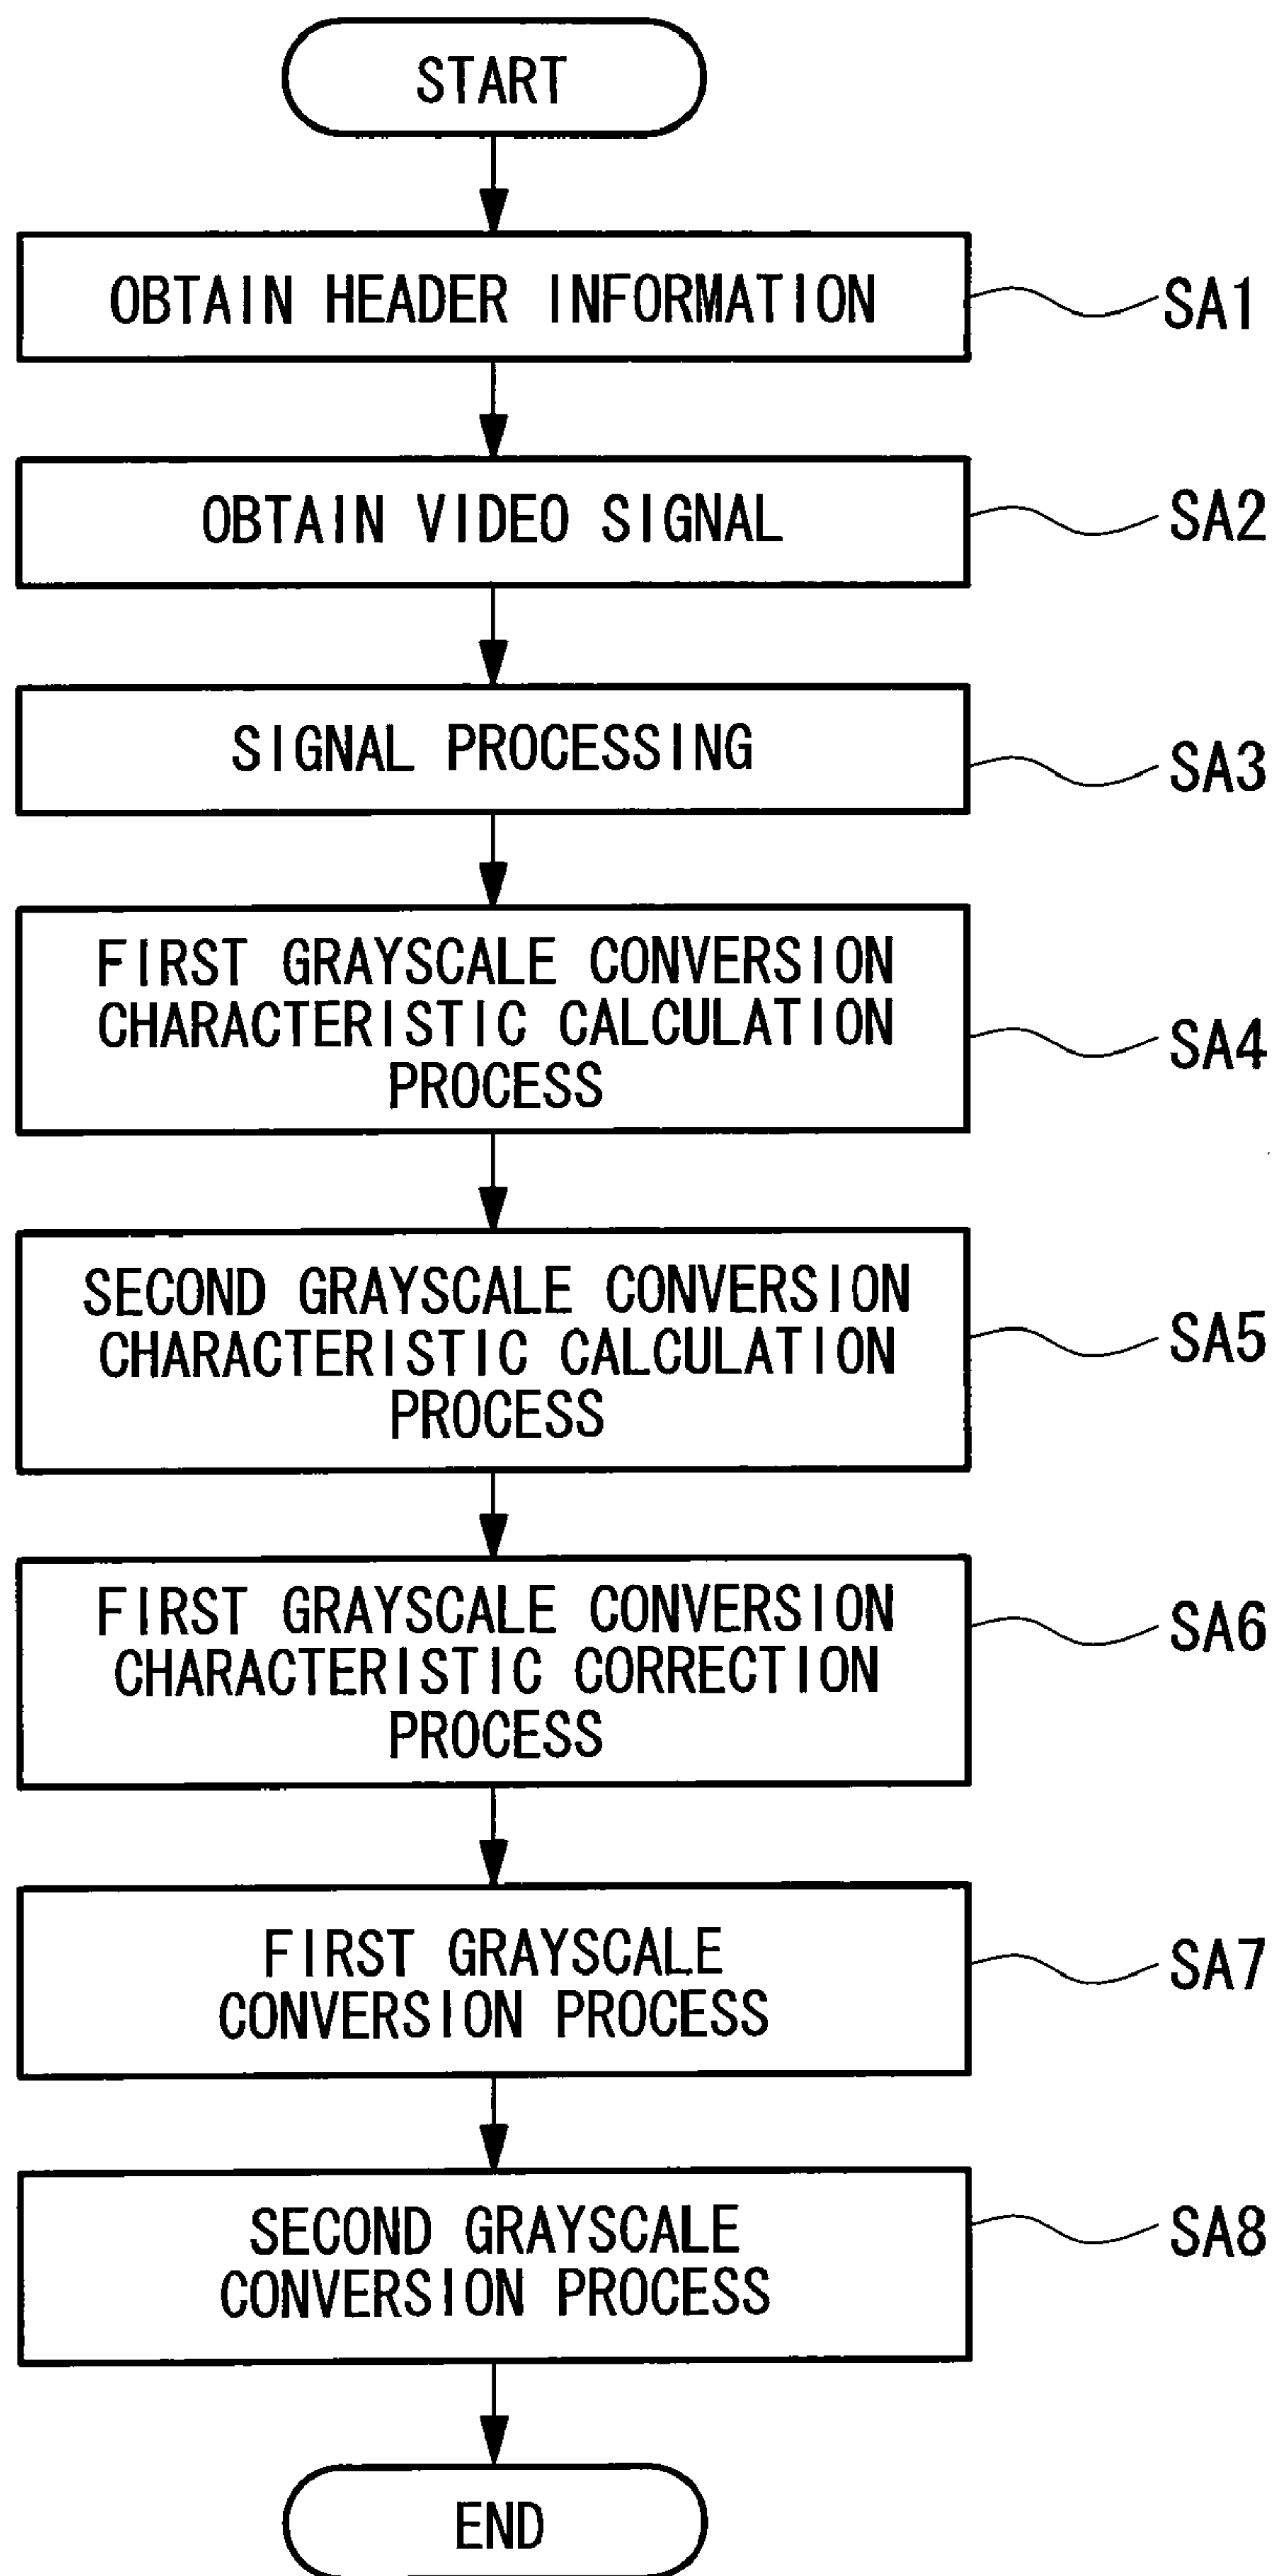 START
OBTAIN HEADER INFORMATION
SA1
OBTAIN VIDEO SIGNAL
SA2
SIGNAL PROCESSING
SA3
FIRST GRAYSCALE CONVERSION
CHARACTERISTIC CALCULATION
PROCESS
SA4
SECOND GRAYSCALE CONVERSION
CHARACTERISTIC CALCULATION
PROCESS
SA5
FIRST GRAYSCALE CONVERSION
CHARACTERISTIC CORRECTION
PROCESS
SA6
FIRST GRAYSCALE
CONVERSION PROCESS
SA7
SECOND GRAYSCALE
CONVERSION PROCESS
SA8
END